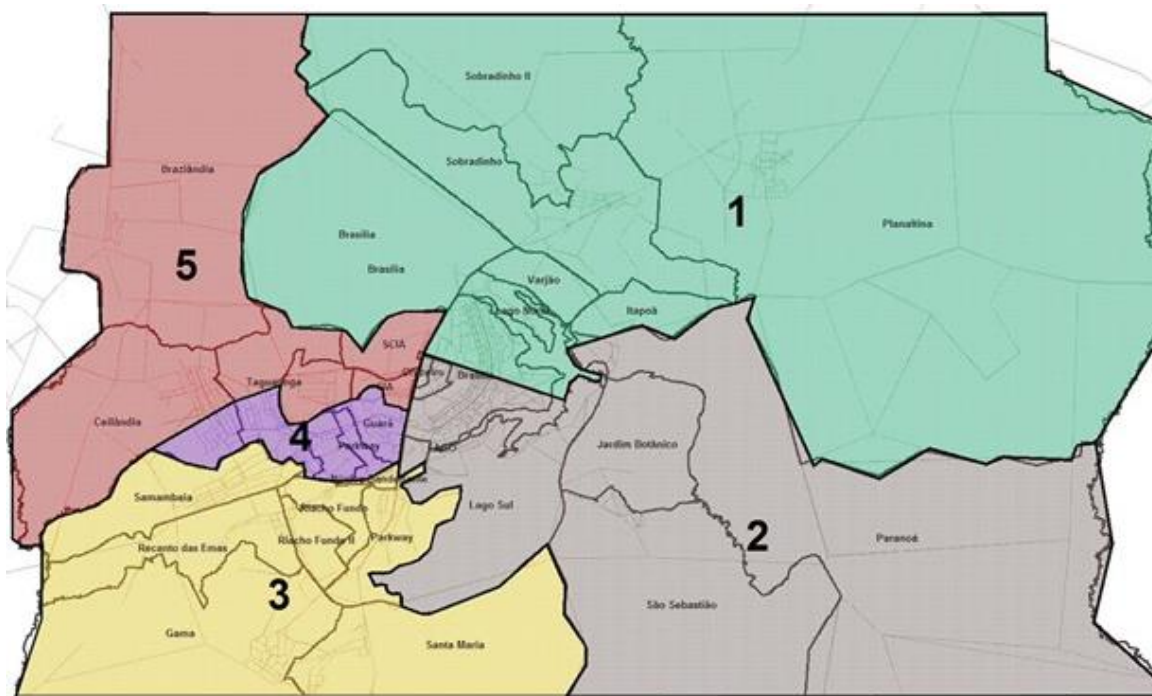 Sobradinho II
Sobradinho
Brazlândia
1
Planaltina
Brasília
5
Brasília
Varjão
Itapoã
SCIA
Taguatinga
Ceilândia
Guará
4
Parkway
Jardim Botânico
Samambaia
Lago Sul
Riacho Fundo
2
Recanto das Emas
Riacho Fundo II
Parkway
Paranoá
3
São Sebastião
Gama
Santa Maria